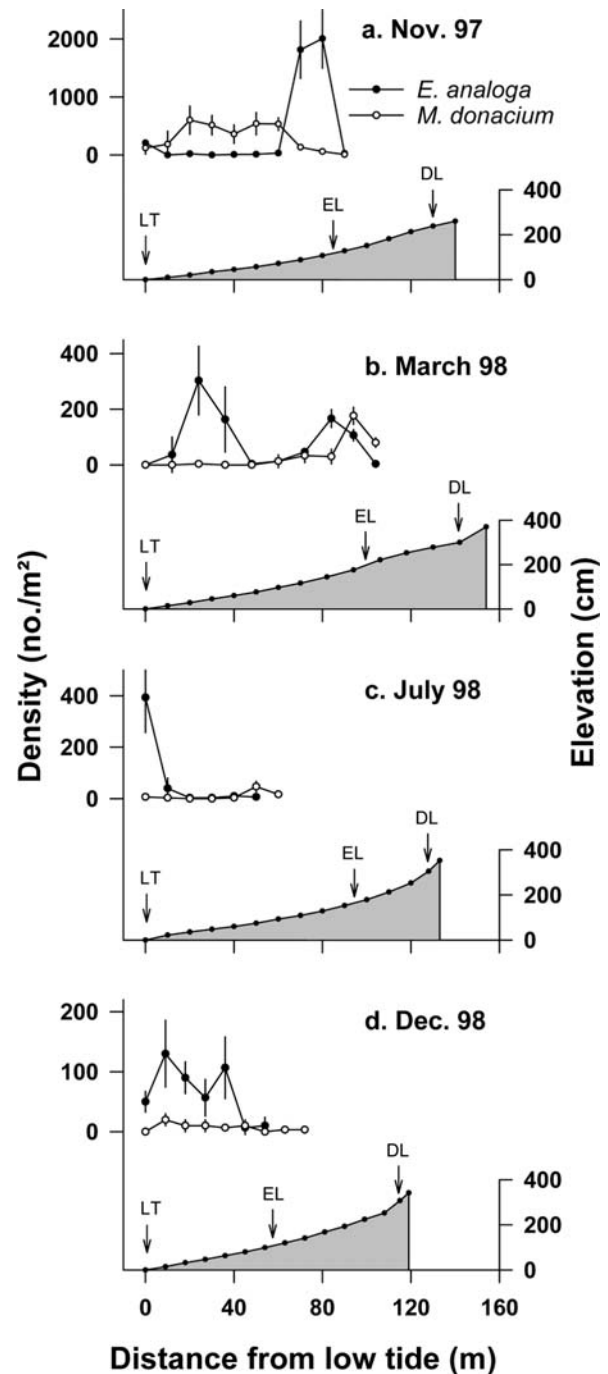 a. Nov. 97
2000
1000
0
E. analoga
M. donacium
LT
EL
DL
400
200
0
b. March 98
400
200
0
LT
EL
DL
400
200
0
Density (no./m²)
Elevation (cm)
c. July 98
400
200
0
LT
EL
DL
400
200
0
d. Dec. 98
200
100
0
LT
EL
DL
400
200
0
0 40 80 120 160
Distance from low tide (m)